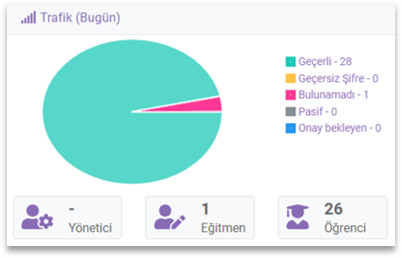 Trafik (Bugün)
Geçerli - 28
Geçersiz Şifre - 0
Bulunamadı - 1
Pasif - 0
Onay bekleyen - 0
-
Yönetici
1
Eğitmen
26
Öğrenci